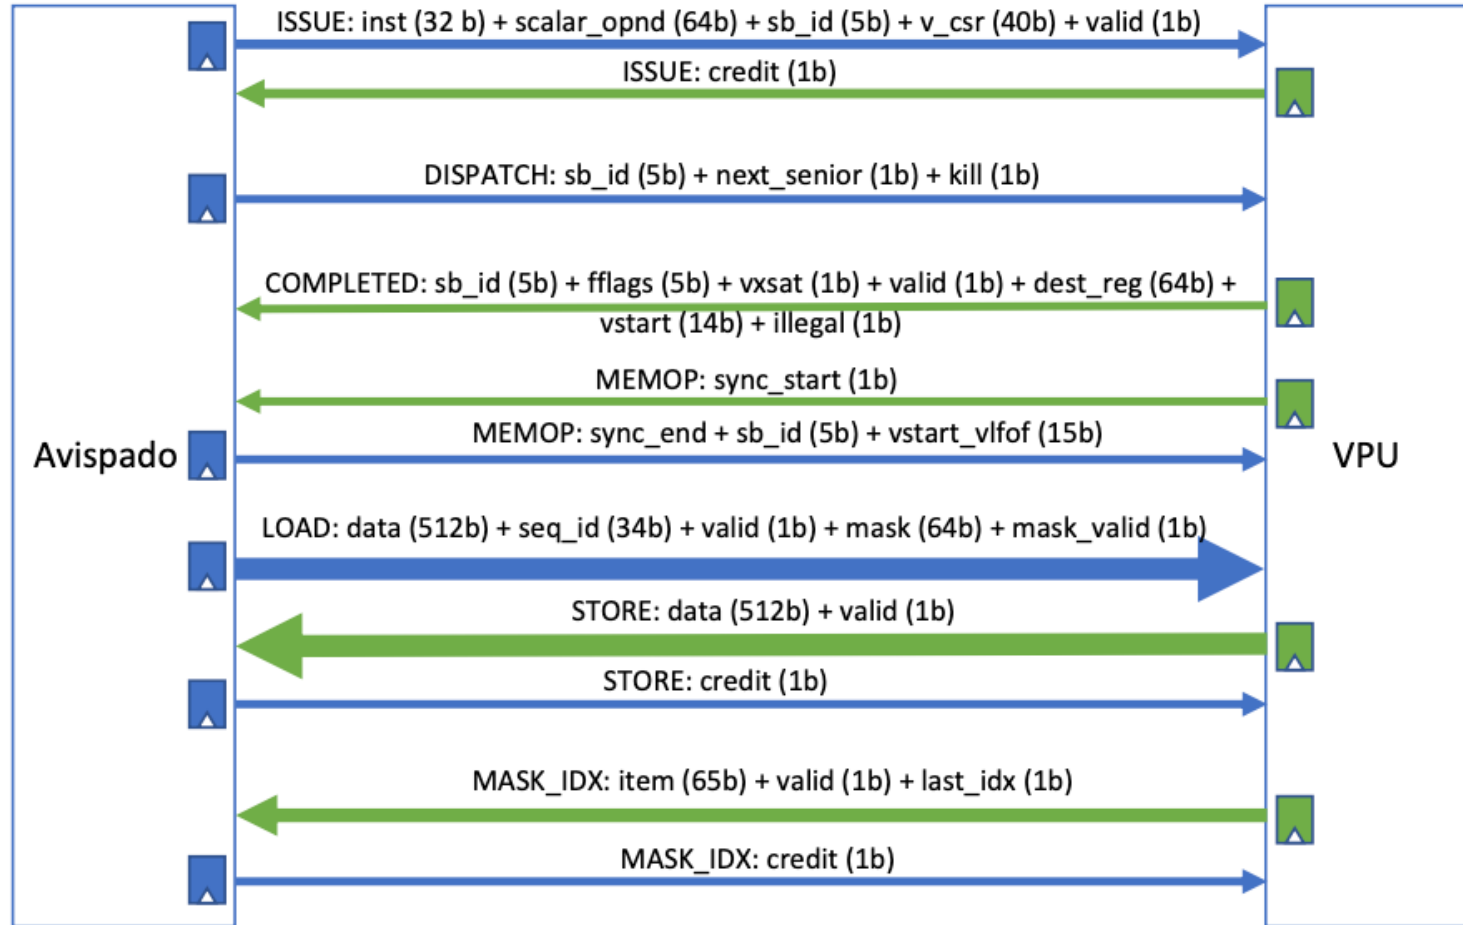 ISSUE: inst (32 b) + scalar_opnd (64b) + sb_id (5b) + v_csr (40b) + valid (1b)
ISSUE: credit (1b)
DISPATCH: sb_id (5b) + next_senior (1b) + kill (1b)
COMPLETED: sb_id (5b) + fflags (5b) + vxsat (1b) + valid (1b) + dest_reg (64b) +
vstart (14b) + illegal (1b)
MEMOP: sync_start (1b)
MEMOP: sync_end + sb_id (5b) + vstart_vlfof (15b)
Avispado
VPU
LOAD: data (512b) + seq_id (34b) + valid (1b) + mask (64b) + mask_valid (1b)
STORE: data (512b) + valid (1b)
STORE: credit (1b)
MASK_IDX: item (65b) + valid (1b) + last_idx (1b)
MASK_IDX: credit (1b)